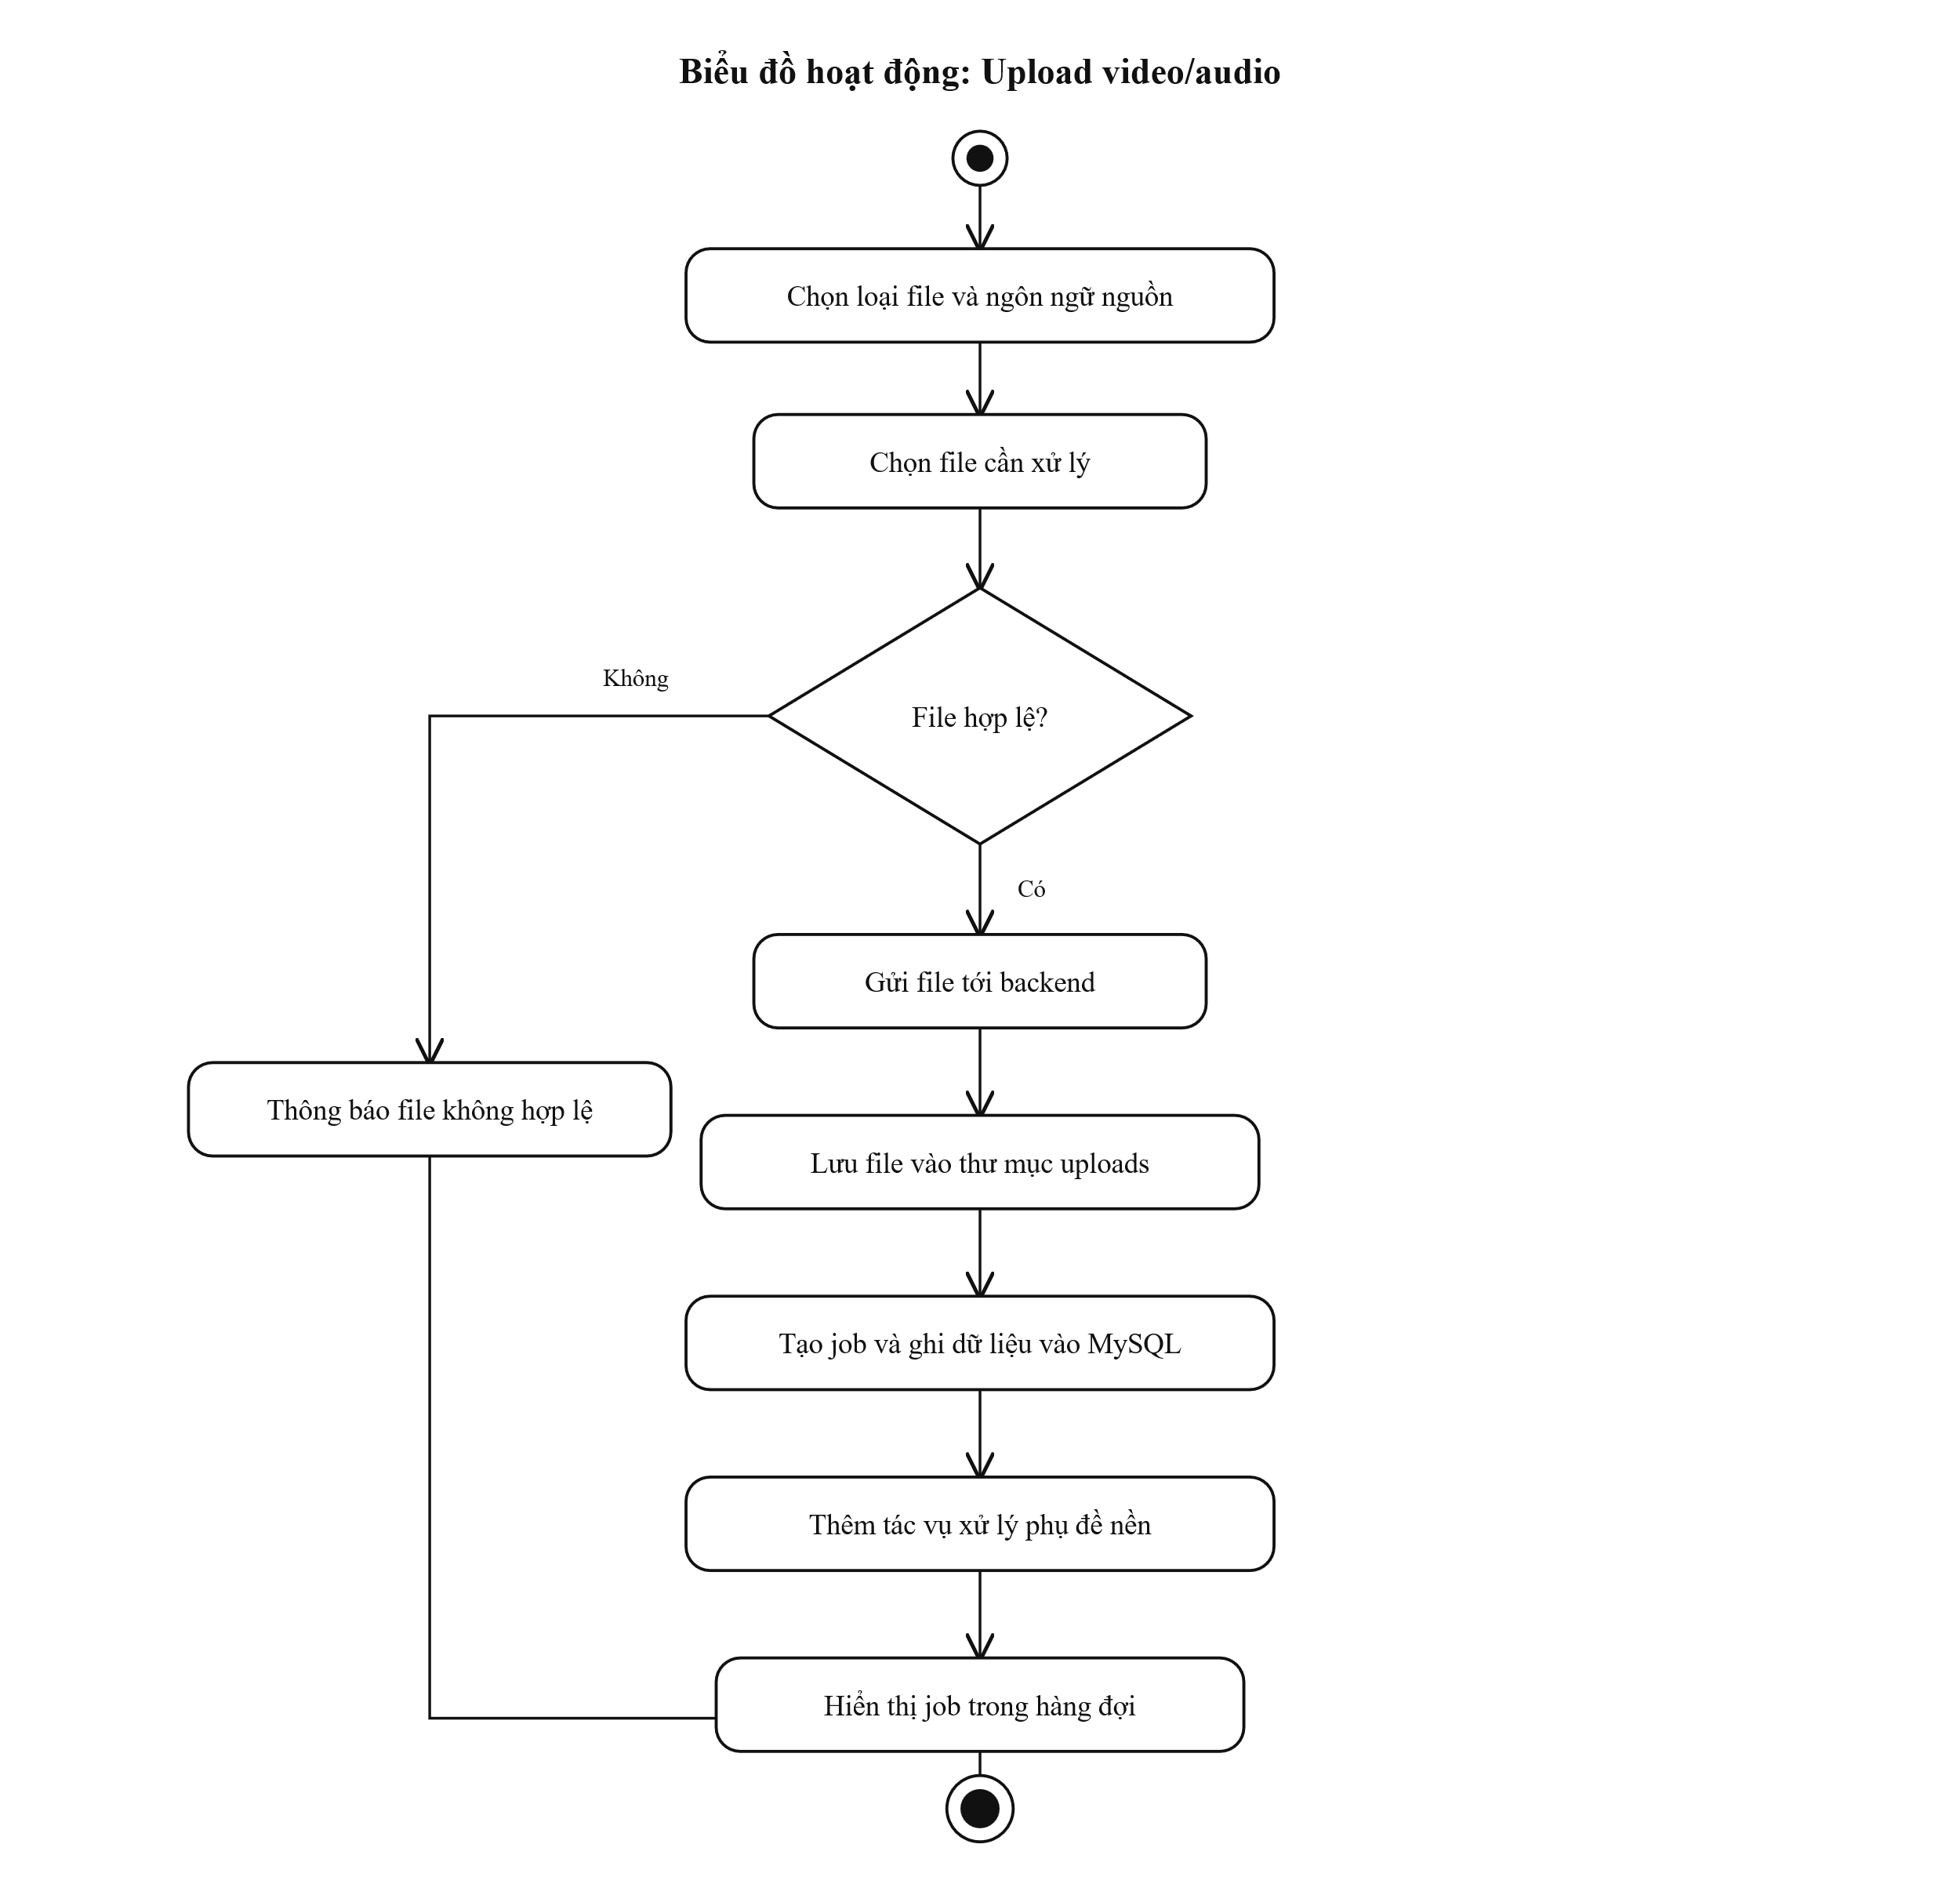 Biểu đồ hoạt động: Upload video/audio
Chọn loại file và ngôn ngữ nguồn
Chọn file cần xử lý
Không
File hợp lệ?
Có
Gửi file tới backend
Thông báo file không hợp lệ
Lưu file vào thư mục uploads
Tạo job và ghi dữ liệu vào MySQL
Thêm tác vụ xử lý phụ đề nền
Hiển thị job trong hàng đợi